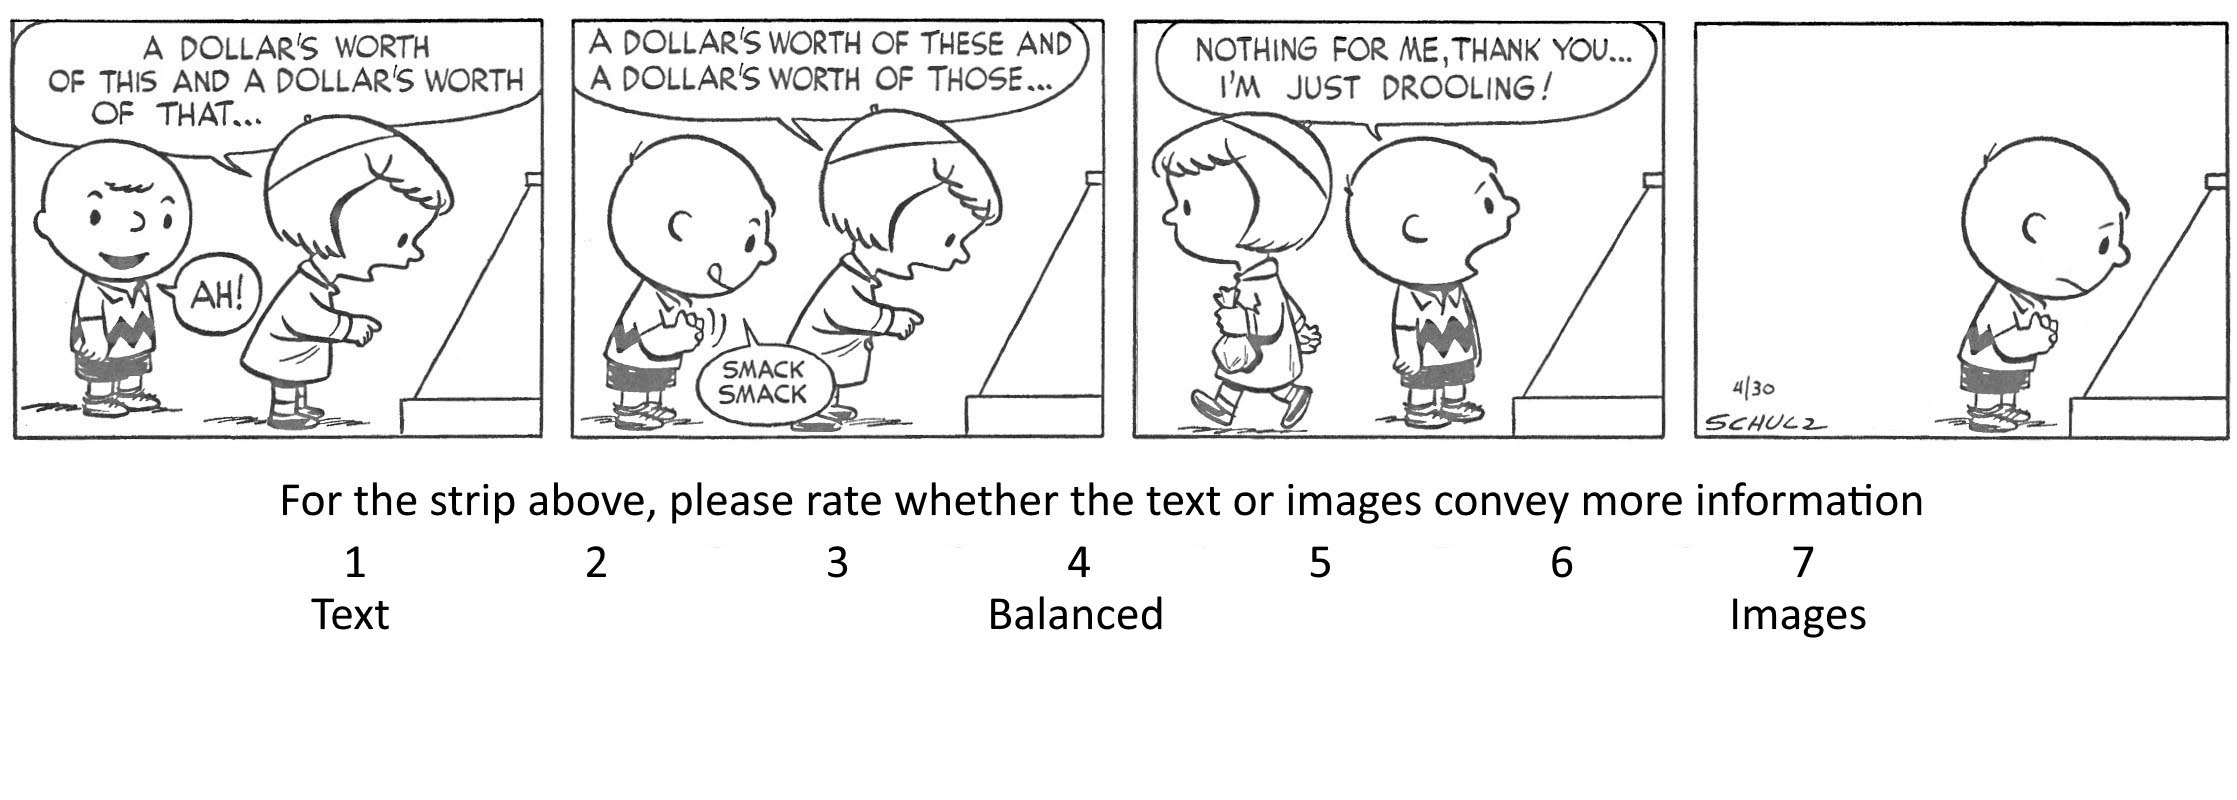 A DOLLAR'S WORTH
OF THIS AND A DOLLAR'S WORTH
OF THAT...
AH!
A DOLLAR'S WORTH OF THESE AND
A DOLLAR'S WORTH OF THOSE...
SMACK
SMACK
NOTHING FOR ME, THANK YOU...
I'M JUST DROOLING!
4/30
SCHULZ
For the strip above, please rate whether the text or images convey more information
1 2 3 4 5 6 7
Text Balanced Images